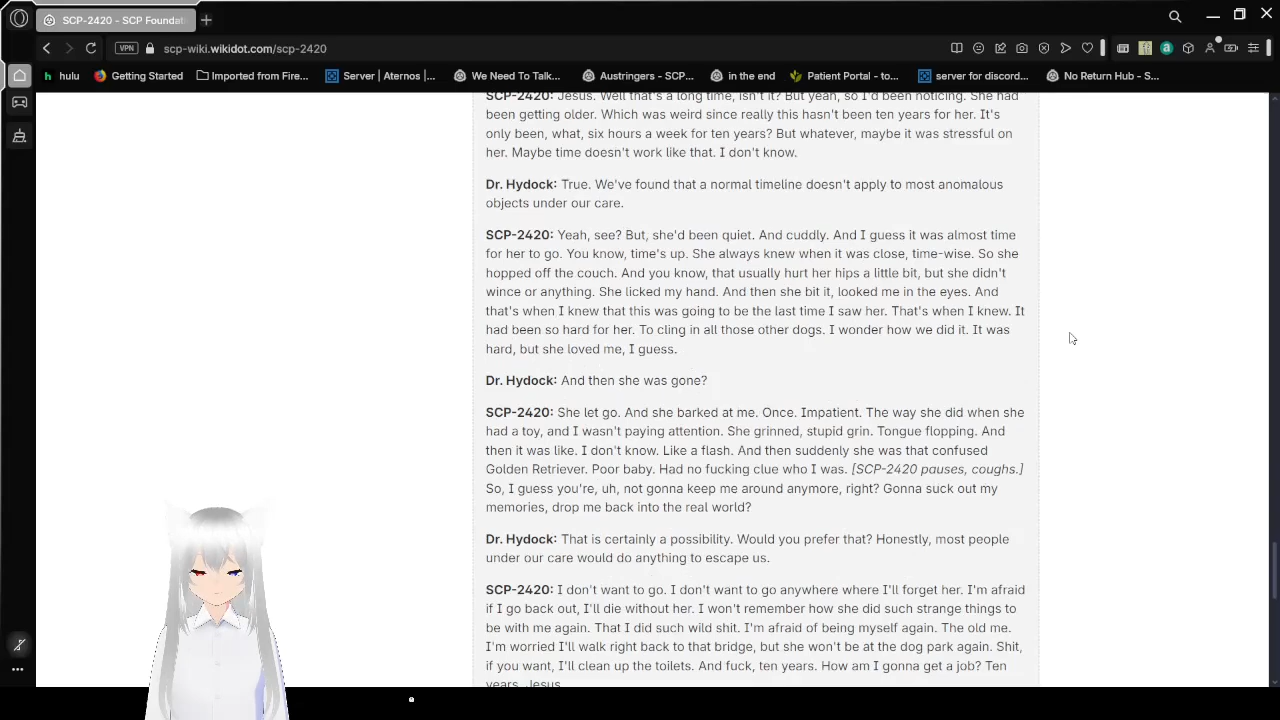 SCP-2420 - SCP Foundati
scp-wiki.wikidot.com/scp-2420
VPN
hulu
Getting Started
Imported from Fire...
Server | Aternos |...
We Need To Talk...
Austringers - SCP...
in the end
Patient Portal - to...
server for discord...
No Return Hub - S...
SCP-2420: Jesus. Well that's a long time, isn't it? But yeah, so I'd been noticing. She had
been getting older. Which was weird since really this hasn't been ten years for her. It's
only been, what, six hours a week for ten years? But whatever, maybe it was stressful on
her. Maybe time doesn't work like that. I don't know.
Dr. Hydock: True. We've found that a normal timeline doesn't apply to most anomalous
objects under our care.
SCP-2420: Yeah, see? But, she'd been quiet. And cuddly. And I guess it was almost time
for her to go. You know, time's up. She always knew when it was close, time-wise. So she
hopped off the couch. And you know, that usually hurt her hips a little bit, but she didn't
wince or anything. She licked my hand. And then she bit it, looked me in the eyes. And
that's when I knew that this was going to be the last time I saw her. That's when I knew. It
had been so hard for her. To cling in all those other dogs. I wonder how we did it. It was
hard, but she loved me, I guess.
Dr. Hydock: And then she was gone?
SCP-2420: She let go. And she barked at me. Once. Impatient. The way she did when she
had a toy, and I wasn't paying attention. She grinned, stupid grin. Tongue flopping. And
then it was like. I don't know. Like a flash. And then suddenly she was that confused
Golden Retriever. Poor baby. Had no fucking clue who I was. [SCP-2420 pauses, coughs.]
So, I guess you're, uh, not gonna keep me around anymore, right? Gonna suck out my
memories, drop me back into the real world?
Dr. Hydock: That is certainly a possibility. Would you prefer that? Honestly, most people
under our care would do anything to escape us.
SCP-2420: I don't want to go. I don't want to go anywhere where I'll forget her. I'm afraid
if I go back out, I'll die without her. I won't remember how she did such strange things to
be with me again. That I did such wild shit. I'm afraid of being myself again. The old me.
I'm worried I'll walk right back to that bridge, but she won't be at the dog park again. Shit,
if you want, I'll clean up the toilets. And fuck, ten years. How am I gonna get a job? Ten
years. Jesus.